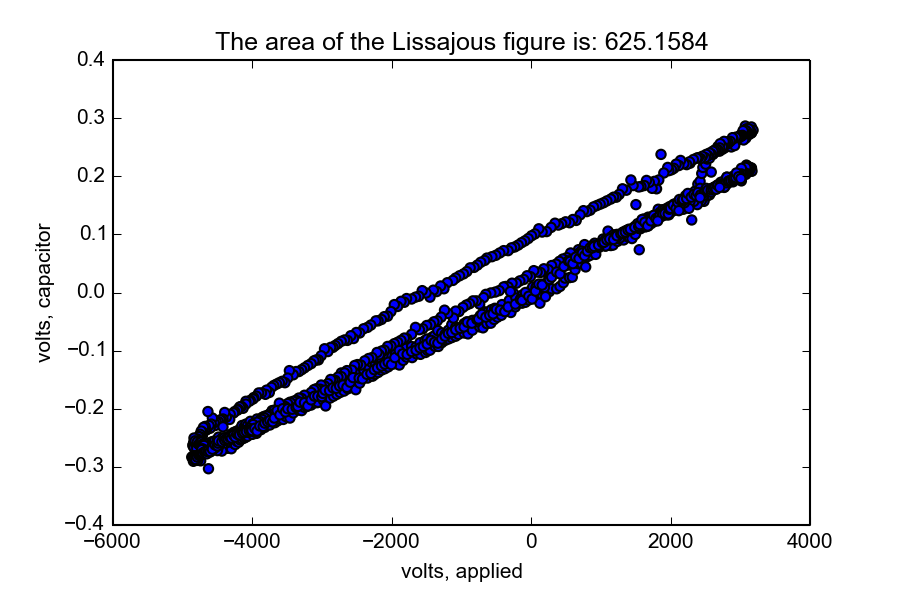 The area of the Lissajous figure is: 625.1584
0.4
0.3
0.2
0.1
0.0
−0.1
−0.2
−0.3
−0.4
volts, capacitor
−6000 −4000 −2000 0 2000 4000
volts, applied